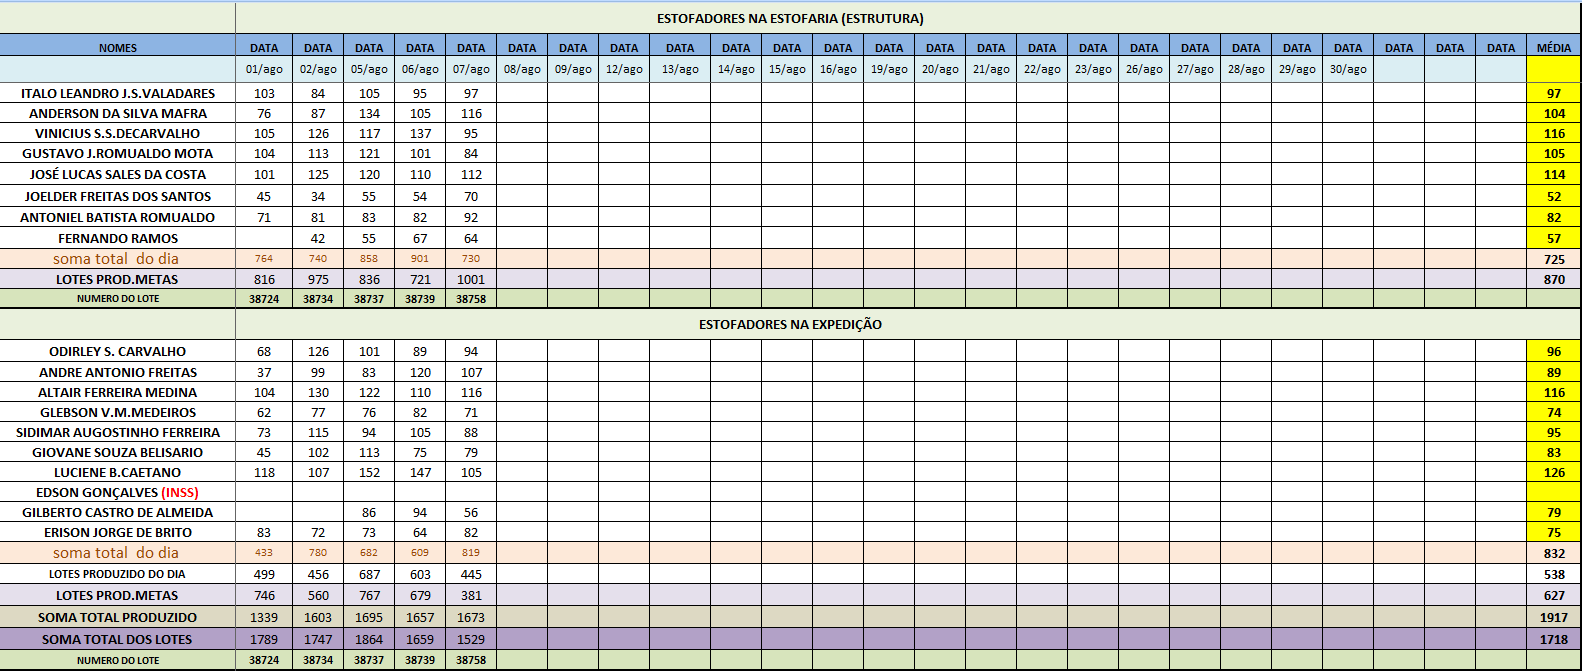 ESTOFADORES NA ESTOFARIA (ESTRUTURA)
NOMES DATA DATA DATA DATA DATA DATA DATA DATA DATA DATA DATA DATA DATA DATA DATA DATA DATA DATA DATA DATA DATA DATA DATA DATA DATA MÉDIA
01/ago 02/ago 05/ago 06/ago 07/ago 08/ago 09/ago 12/ago 13/ago 14/ago 15/ago 16/ago 19/ago 20/ago 21/ago 22/ago 23/ago 26/ago 27/ago 28/ago 29/ago 30/ago
ITALO LEANDRO J.S.VALADARES 103 84 105 95 97 97
ANDERSON DA SILVA MAFRA 76 87 134 105 116 104
VINICIUS S.S.DECARVALHO 105 126 117 137 95 116
GUSTAVO J.ROMUALDO MOTA 104 113 121 101 84 105
JOSÉ LUCAS SALES DA COSTA 101 125 120 110 112 114
JOELDER FREITAS DOS SANTOS 45 34 55 54 70 52
ANTONIEL BATISTA ROMUALDO 71 81 83 82 92 82
FERNANDO RAMOS 42 55 67 64 57
soma total do dia 764 740 858 901 730 725
LOTES PROD.METAS 816 975 836 721 1001 870
NUMERO DO LOTE 38724 38734 38737 38739 38758
ESTOFADORES NA EXPEDIÇÃO
ODIRLEY S. CARVALHO 68 126 101 89 94 96
ANDRE ANTONIO FREITAS 37 99 83 120 107 89
ALTAIR FERREIRA MEDINA 104 130 122 110 116 116
GLEBSON V.M.MEDEIROS 62 77 76 82 71 74
SIDIMAR AUGOSTINHO FERREIRA 73 115 94 105 88 95
GIOVANE SOUZA BELISARIO 45 102 113 75 79 83
LUCIENE B.CAETANO 118 107 152 147 105 126
EDSON GONÇALVES (INSS)
GILBERTO CASTRO DE ALMEIDA 86 94 56 79
ERISON JORGE DE BRITO 83 72 73 64 82 75
soma total do dia 433 780 682 609 819 832
LOTES PRODUZIDO DO DIA 499 456 687 603 445 538
LOTES PROD.METAS 746 560 767 679 381 627
SOMA TOTAL PRODUZIDO 1339 1603 1695 1657 1673 1917
SOMA TOTAL DOS LOTES 1789 1747 1864 1659 1529 1718
NUMERO DO LOTE 38724 38734 38737 38739 38758